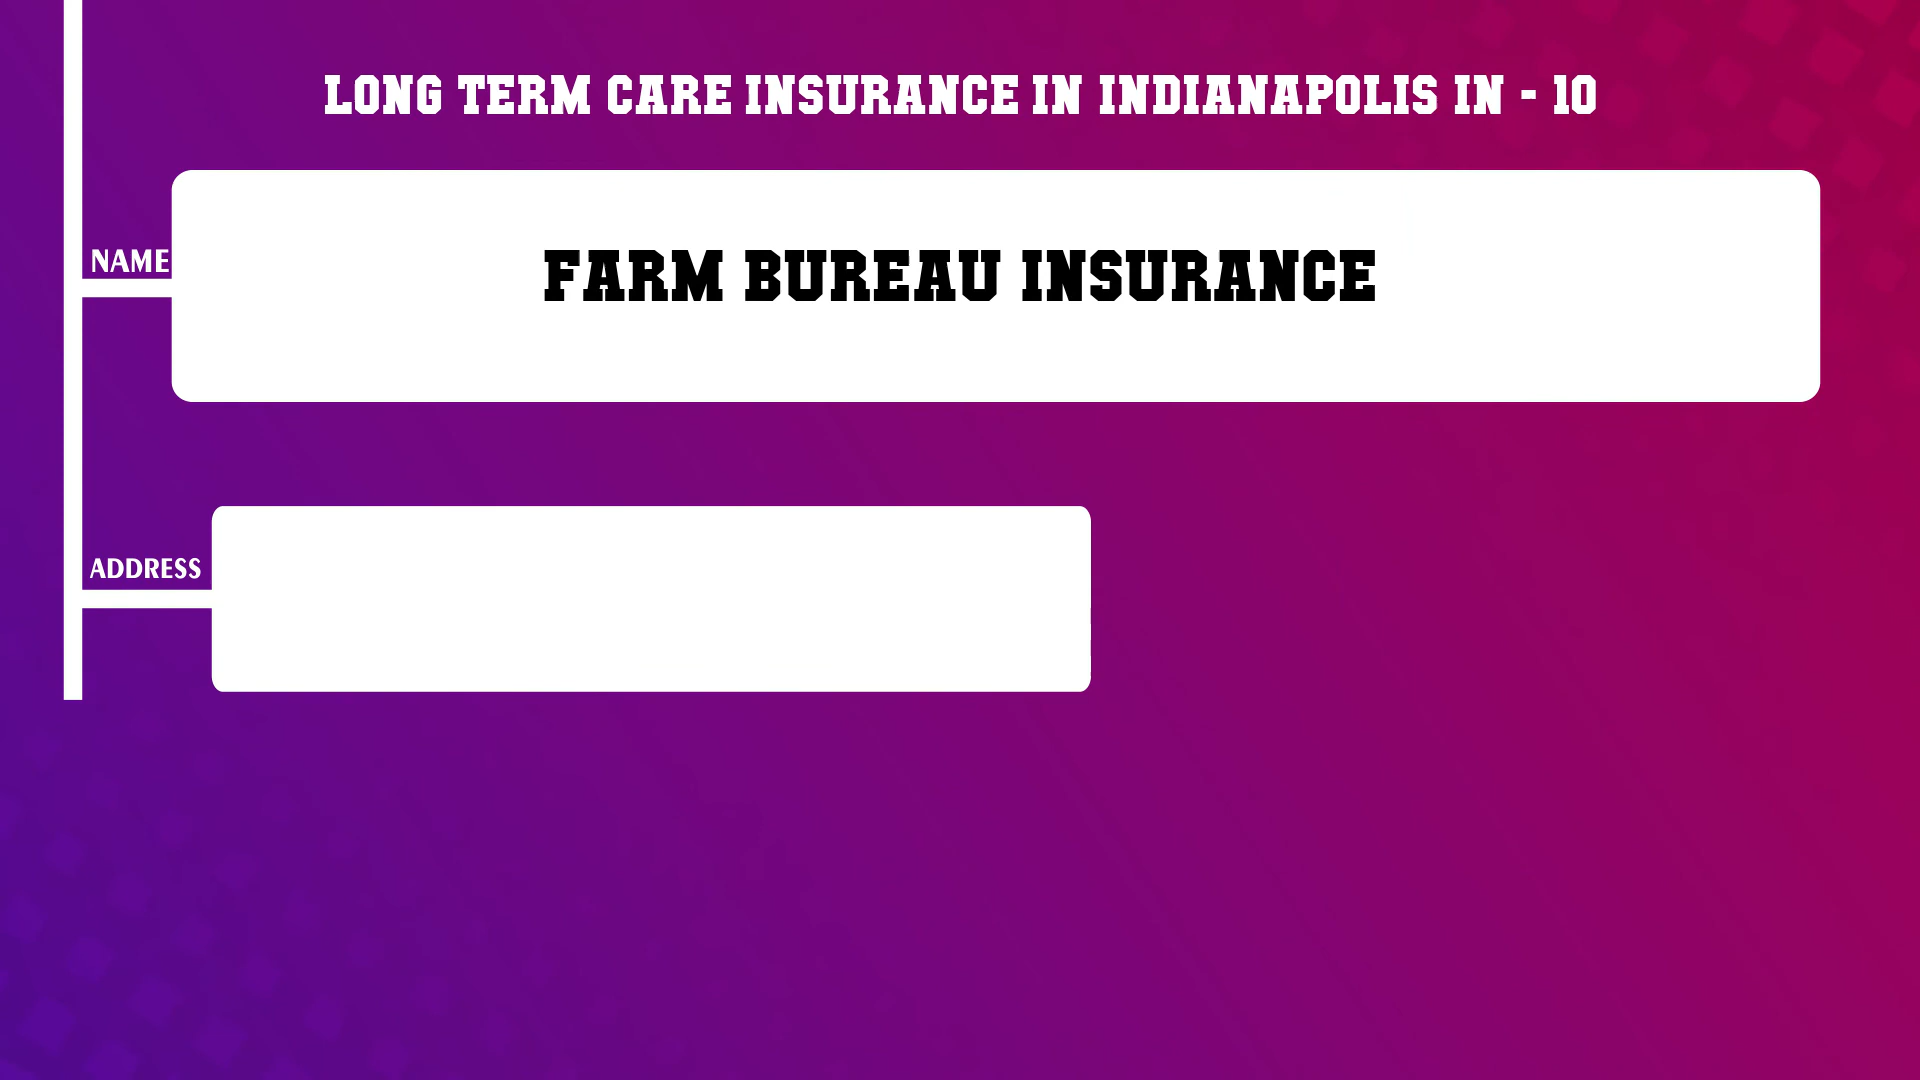 LONG TERM CARE INSURANCE IN INDIANAPOLIS IN - 10
NAME
FARM BUREAU INSURANCE
ADDRESS